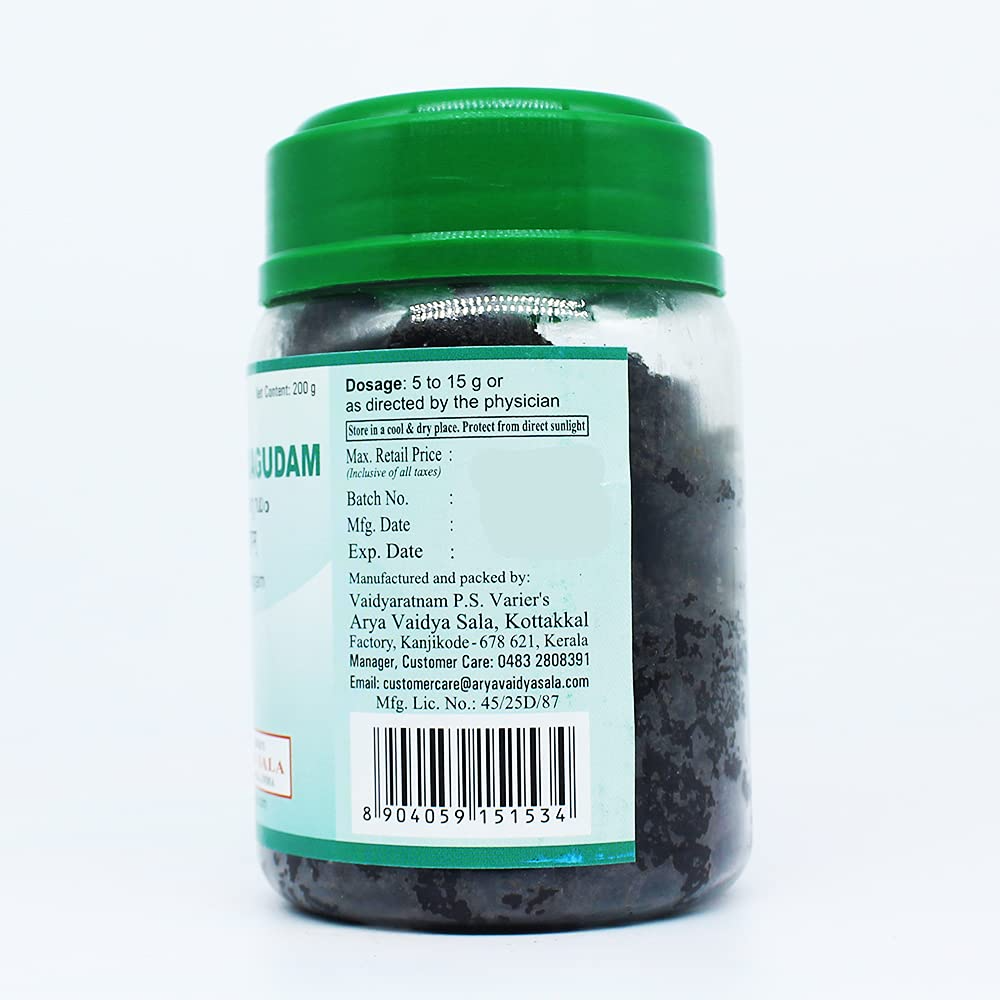 Net Content: 200 g
AGUDAM
Dosage: 5 to 15 g or
as directed by the physician
Store in a cool & dry place. Protect from direct sunlight
Max. Retail Price :
(Inclusive of all taxes)
Batch No. :
Mfg. Date :
Exp. Date :
Manufactured and packed by:
Vaidyaratnam P.S. Varier's
Arya Vaidya Sala, Kottakkal
Factory, Kanjikode - 678 621, Kerala
Manager, Customer Care: 0483 2808391
Email: customercare@aryavaidyasala.com
Mfg. Lic. No.: 45/25D/87
8 904059 151534
ALA